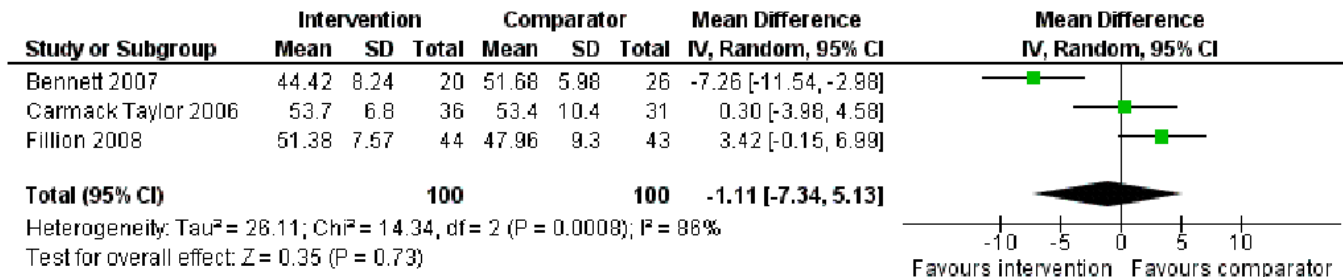 Intervention Comparator Mean Difference Mean Difference
Study or Subgroup Mean SD Total Mean SD Total IV, Random, 95% CI IV, Random, 95% CI
Bennett 2007 44.42 8.24 20 51.68 5.98 26 -7.26 [-11.54, -2.98]
Carmack Taylor 2006 53.7 6.8 36 53.4 10.4 31 0.30 [-3.98, 4.58]
Fillion 2008 51.38 7.57 44 47.96 9.3 43 3.42 [-0.15, 6.99]
Total (95% CI) 100 100 -1.11 [-7.34, 5.13]
Heterogeneity: Tau² = 26.11; Chi² = 14.34, df = 2 (P = 0.0008); I² = 86%
Test for overall effect: Z = 0.35 (P = 0.73)
-10 -5 0 5 10
Favours intervention Favours comparator